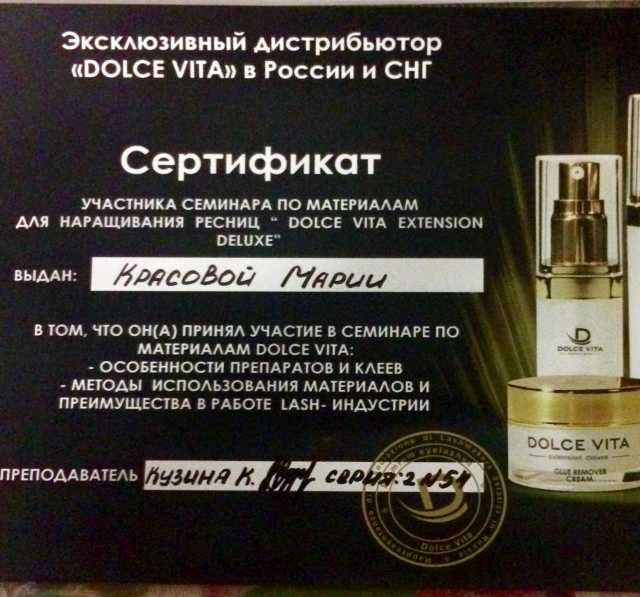 Эксклюзивный дистрибьютор
«DOLCE VITA» в России и СНГ
Сертификат
УЧАСТНИКА СЕМИНАРА ПО МАТЕРИАЛАМ
ДЛЯ НАРАЩИВАНИЯ РЕСНИЦ “ DOLCE VITA EXTENSION
DELUXE”
ВЫДАН: Красовой Марии
В ТОМ, ЧТО ОН(А) ПРИНЯЛ УЧАСТИЕ В СЕМИНАРЕ ПО
МАТЕРИАЛАМ DOLCE VITA:
- ОСОБЕННОСТИ ПРЕПАРАТОВ И КЛЕЕВ
- МЕТОДЫ ИСПОЛЬЗОВАНИЯ МАТЕРИАЛОВ И
ПРЕИМУЩЕСТВА В РАБОТЕ LASH- ИНДУСТРИИ
ПРЕПОДАВАТЕЛЬ Кузина К. серия: 2 N51
Dolce Vita
DOLCE VITA
DOLCE VITA
GLUE REMOVER
CREAM